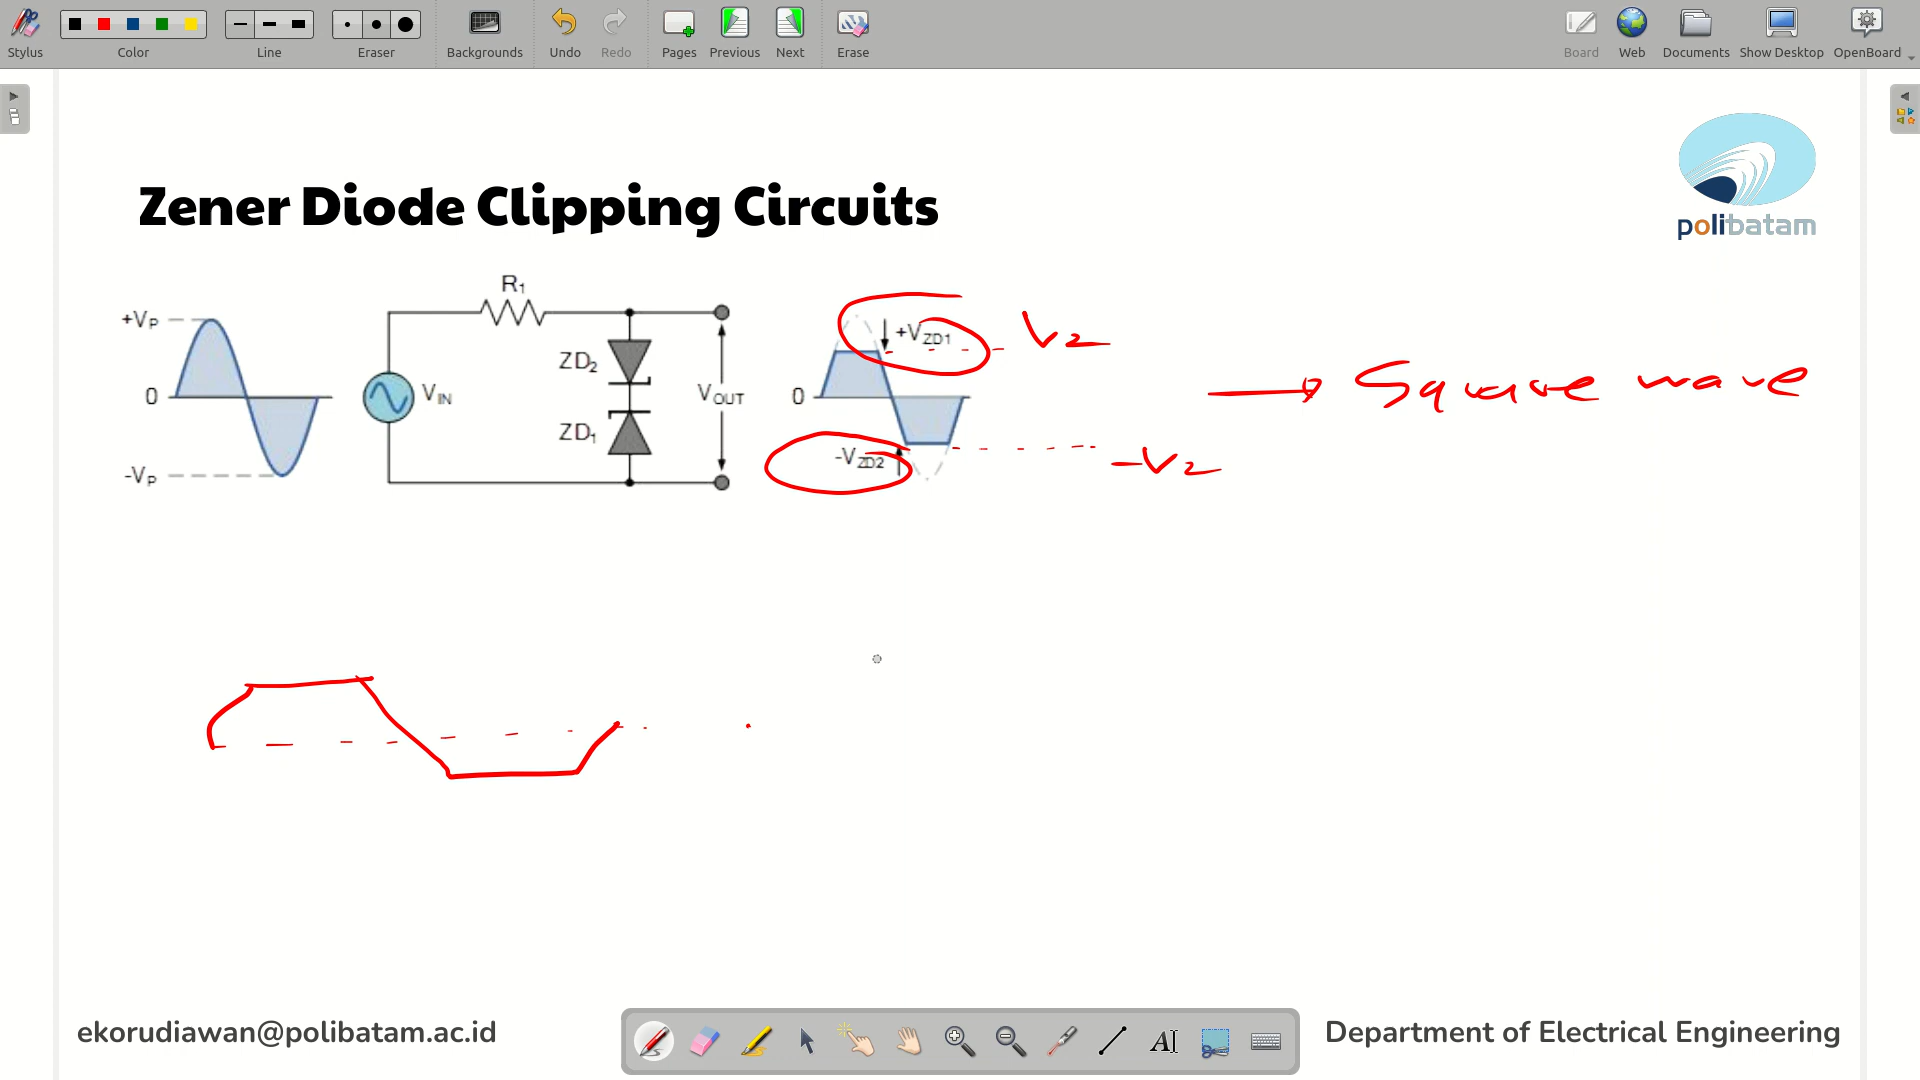 Stylus Color Line Eraser Backgrounds Undo Redo Pages Previous Next Erase Board Web Documents Show Desktop OpenBoard
polibatam
Zener Diode Clipping Circuits
R1
+VP
+VZD1
Vz
ZD2
0
VIN
VOUT
0
Square wave
ZD1
-VZD2
-Vz
-VP
ekorudiawan@polibatam.ac.id
Department of Electrical Engineering